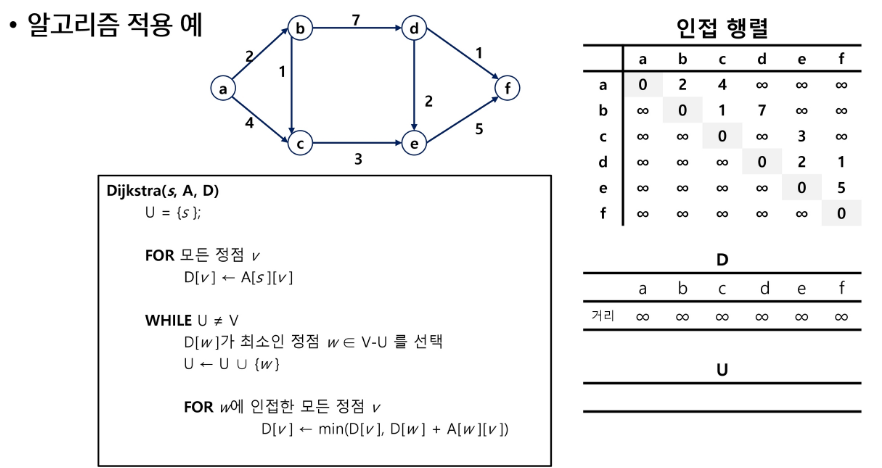 • 알고리즘 적용 예
a
b
c
d
e
f
2
4
1
7
3
2
1
5
Dijkstra(s, A, D)
U = {s};
FOR 모든 정점 v
D[v] ← A[s][v]
WHILE U ≠ V
D[w]가 최소인 정점 w ∈ V-U 를 선택
U ← U ∪ {w}
FOR w에 인접한 모든 정점 v
D[v] ← min(D[v], D[w] + A[w][v])
인접 행렬
a b c d e f
a 0 2 4 ∞ ∞ ∞
b ∞ 0 1 7 ∞ ∞
c ∞ ∞ 0 ∞ 3 ∞
d ∞ ∞ ∞ 0 2 1
e ∞ ∞ ∞ ∞ 0 5
f ∞ ∞ ∞ ∞ ∞ 0
D
a b c d e f
거리 ∞ ∞ ∞ ∞ ∞ ∞
U